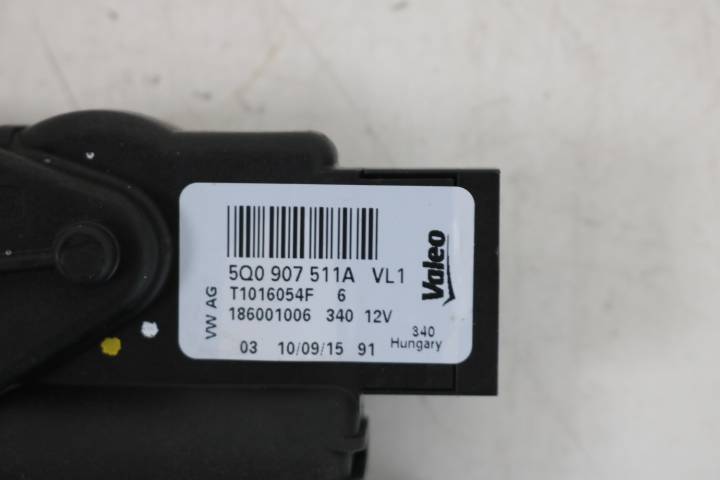 5Q0 907 511A VL1
T1016054F 6
186001006 340 12V
03 10/09/15 91
VW AG
Valeo
340
Hungary